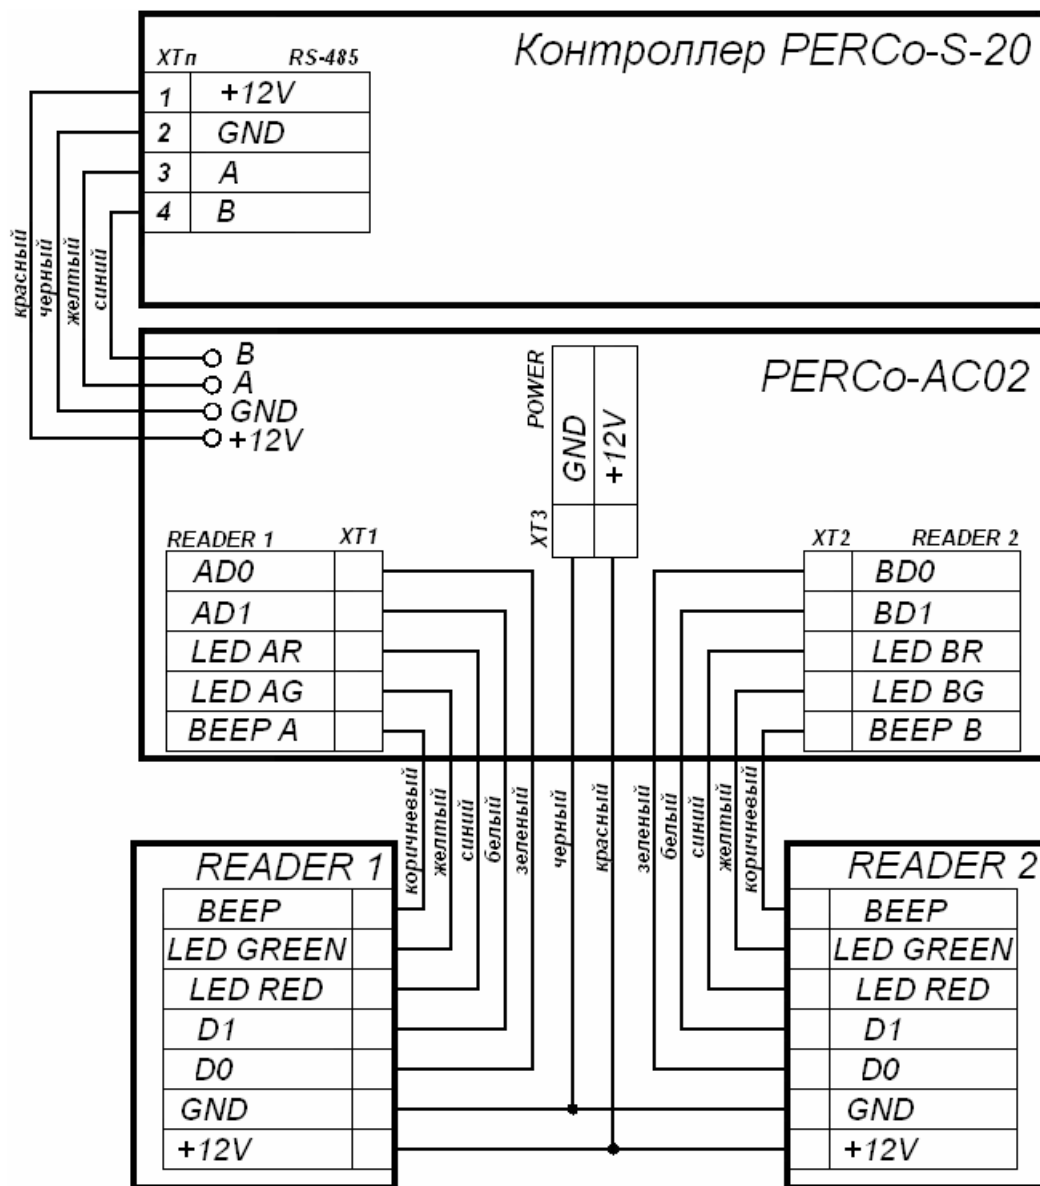 Контроллер PERCo-S-20
XTп RS-485
1 +12V
2 GND
3 A
4 B
красный
черный
желтый
синий
B
A
GND
+12V
PERCo-AC02
POWER
GND
+12V
XT3
READER 1 XT1
AD0
AD1
LED AR
LED AG
BEEP A
XT2 READER 2
BD0
BD1
LED BR
LED BG
BEEP B
коричневый
желтый
синий
белый
зеленый
черный
красный
зеленый
белый
синий
желтый
коричневый
READER 1
BEEP
LED GREEN
LED RED
D1
D0
GND
+12V
READER 2
BEEP
LED GREEN
LED RED
D1
D0
GND
+12V